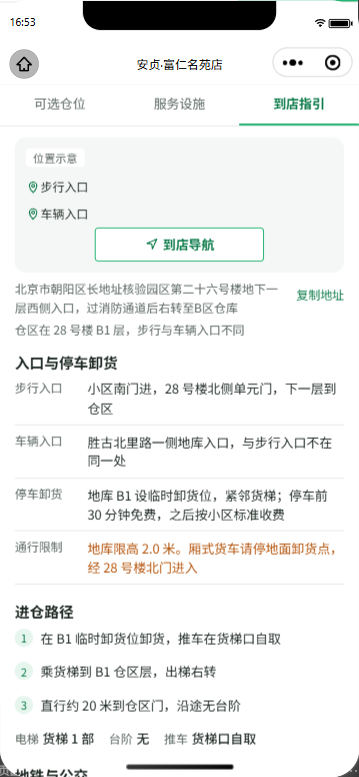 16:53
安贞·富仁名苑店
可选仓位
服务设施
到店指引
位置示意
步行入口
车辆入口
到店导航
北京市朝阳区长地址核验园区第二十六号楼地下一
层西侧入口，过消防通道后右转至B区仓库
复制地址
仓区在 28 号楼 B1 层，步行与车辆入口不同
入口与停车卸货
步行入口
小区南门进，28 号楼北侧单元门，下一层到
仓区
车辆入口
胜古北里路一侧地库入口，与步行入口不在
同一处
停车卸货
地库 B1 设临时卸货位，紧邻货梯；停车前
30 分钟免费，之后按小区标准收费
通行限制
地库限高 2.0 米。厢式货车请停地面卸货点，
经 28 号楼北门进入
进仓路径
1 在 B1 临时卸货位卸货，推车在货梯口自取
2 乘货梯到 B1 仓区层，出梯右转
3 直行约 20 米到仓区门，沿途无台阶
电梯 货梯 1 部 台阶 无 推车 货梯口自取
地铁与公交